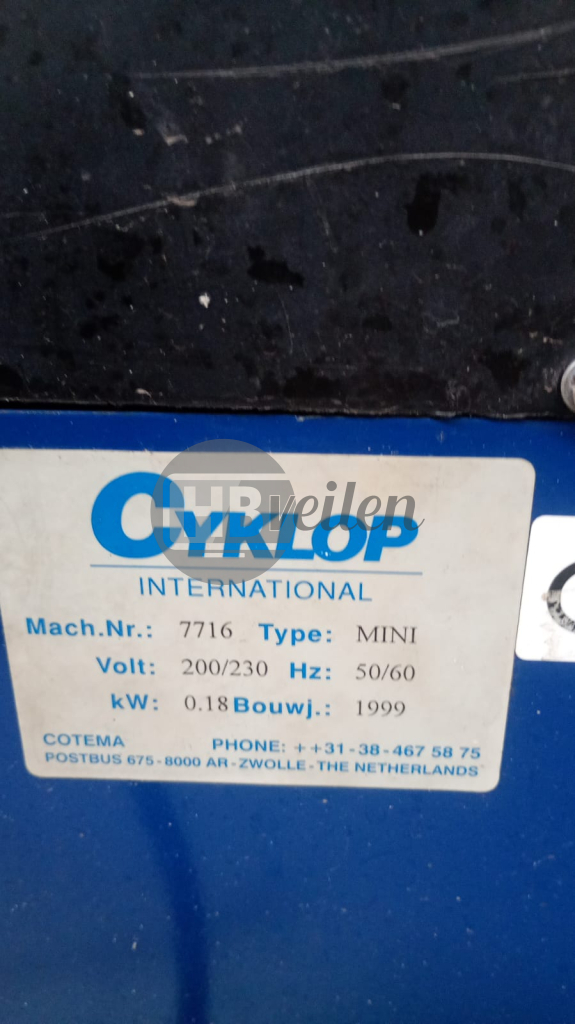 CYKLOP
HBveilen
INTERNATIONAL
Mach.Nr.: 7716 Type: MINI
Volt: 200/230 Hz: 50/60
kW: 0.18 Bouwj.: 1999
COTEMA PHONE: ++31-38-467 58 75
POSTBUS 675-8000 AR-ZWOLLE-THE NETHERLANDS